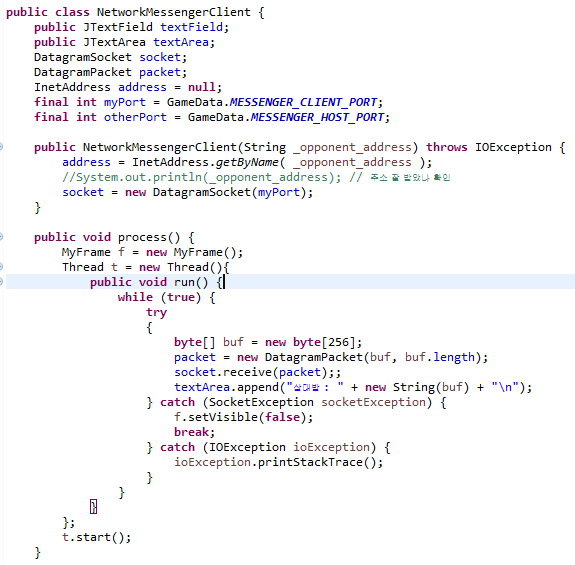 public class NetworkMessengerClient {
public JTextField textField;
public JTextArea textArea;
DatagramSocket socket;
DatagramPacket packet;
InetAddress address = null;
final int myPort = GameData.MESSENGER_CLIENT_PORT;
final int otherPort = GameData.MESSENGER_HOST_PORT;
public NetworkMessengerClient(String _opponent_address) throws IOException {
address = InetAddress.getByName( _opponent_address );
//System.out.println(_opponent_address); // 주소 잘 받았나 확인
socket = new DatagramSocket(myPort);
}
public void process() {
MyFrame f = new MyFrame();
Thread t = new Thread(){
public void run() {
while (true) {
try
{
byte[] buf = new byte[256];
packet = new DatagramPacket(buf, buf.length);
socket.receive(packet);;
textArea.append("상대방 : " + new String(buf) + "\n");
} catch (SocketException socketException) {
f.setVisible(false);
break;
} catch (IOException ioException) {
ioException.printStackTrace();
}
}
}
};
t.start();
}